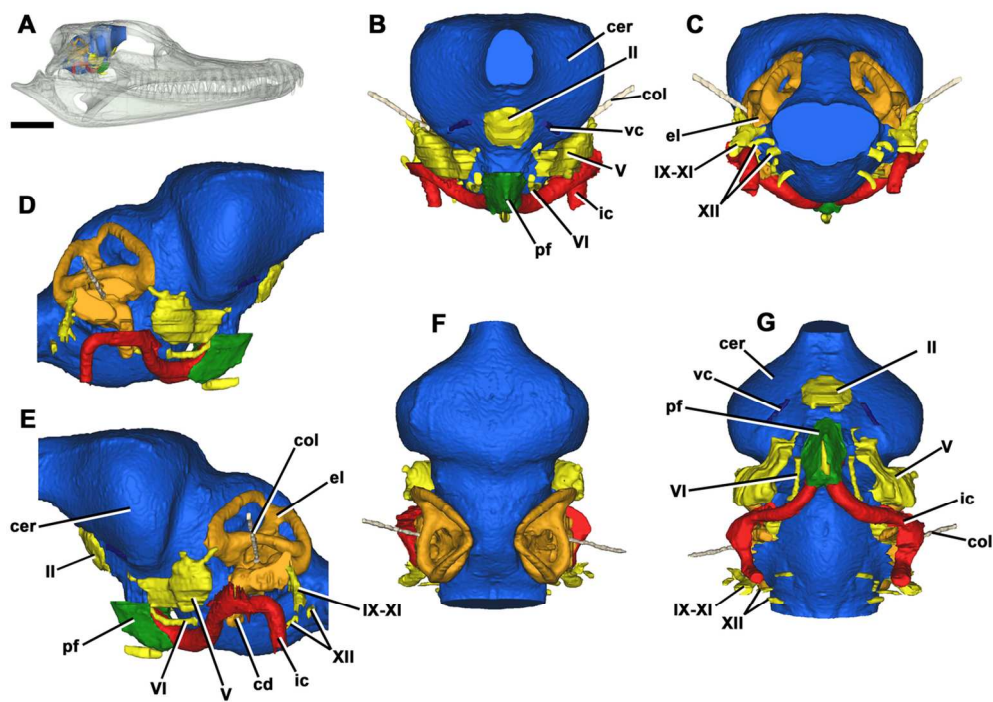 A
B
cer
II
col
vc
V
ic
VI
pf
C
el
IX-XI
XII
D
E
col
el
cer
II
IX-XI
XII
pf
VI
V
cd
ic
F
G
cer
II
vc
pf
V
VI
ic
col
IX-XI
XII